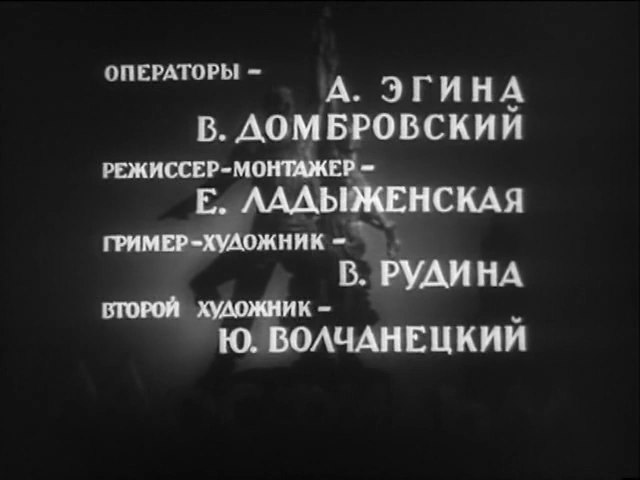 ОПЕРАТОРЫ –
А. ЭГИНА
В. ДОМБРОВСКИЙ
РЕЖИССЕР-МОНТАЖЕР –
Е. ЛАДЫЖЕНСКАЯ
ГРИМЕР-ХУДОЖНИК –
В. РУДИНА
ВТОРОЙ ХУДОЖНИК –
Ю. ВОЛЧАНЕЦКИЙ